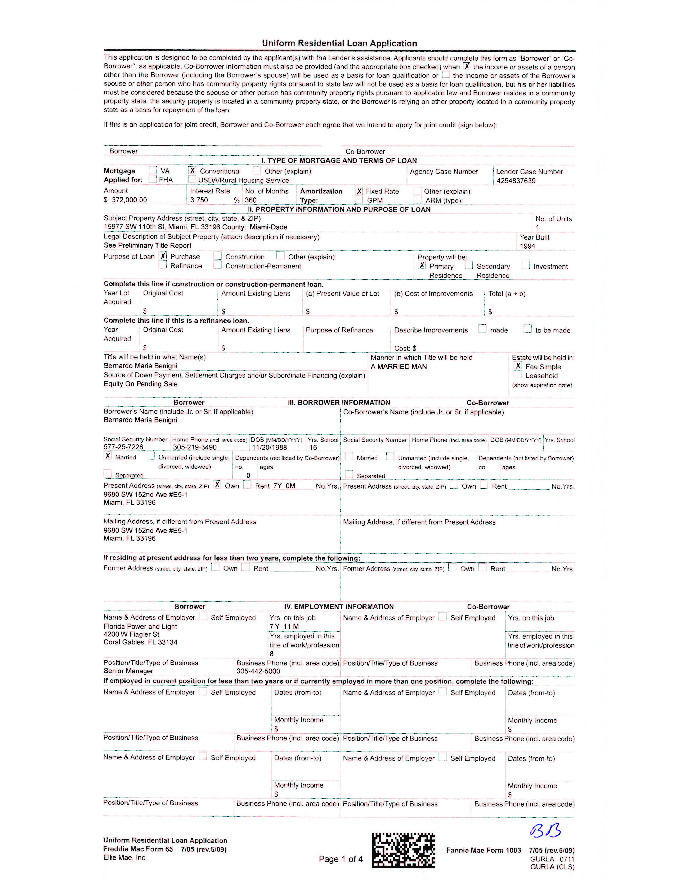 Uniform Residential Loan Application
This application is designed to be completed by the applicant(s) with the Lender's assistance. Applicants should complete this form as "Borrower" or "Co-
Borrower", as applicable. Co-Borrower information must also be provided (and the appropriate box checked) when X the income or assets of a person
other than the Borrower (including the Borrower's spouse) will be used as a basis for loan qualification or the income or assets of the Borrower's
spouse or other person who has community property rights pursuant to state law will not be used as a basis for loan qualification, but his or her liabilities
must be considered because the spouse or other person has community property rights pursuant to applicable law and Borrower resides in a community
property state, the security property is located in a community property state, or the Borrower is relying on other property located in a community property
state as a basis for repayment of the loan.
If this is an application for joint credit, Borrower and Co-Borrower each agree that we intend to apply for joint credit (sign below):
Borrower Co-Borrower
I. TYPE OF MORTGAGE AND TERMS OF LOAN
Mortgage VA X Conventional Other (explain): Agency Case Number Lender Case Number
Applied for: FHA USDA/Rural Housing Service 4254837639
Amount Interest Rate No. of Months Amortization X Fixed Rate Other (explain):
$ 372,000.00 3.750 % 360 Type: GPM ARM (type):
II. PROPERTY INFORMATION AND PURPOSE OF LOAN
Subject Property Address (street, city, state, & ZIP) No. of Units
SW 110th St, Miami, FL 33196 County: Miami-Dade 1
Legal Description of Subject Property (attach description if necessary) Year Built
See Preliminary Title Report 1994
Purpose of Loan X Purchase Construction Other (explain): Property will be:
Refinance Construction-Permanent X Primary Residence Secondary Residence Investment
Complete this line if construction or construction-permanent loan.
Year Lot Acquired Original Cost Amount Existing Liens (a) Present Value of Lot (b) Cost of Improvements Total (a + b)
$ $ $ $ $
Complete this line if this is a refinance loan.
Year Acquired Original Cost Amount Existing Liens Purpose of Refinance Describe Improvements made to be made
$ $ Cost: $
Title will be held in what Name(s) Manner in which Title will be held Estate will be held in:
Bernardo Maria Benigni A MARRIED MAN X Fee Simple
Source of Down Payment, Settlement Charges and/or Subordinate Financing (explain) Leasehold
Equity On Pending Sale (show expiration date)
Borrower III. BORROWER INFORMATION Co-Borrower
Borrower's Name (include Jr. or Sr. if applicable) Co-Borrower's Name (include Jr. or Sr. if applicable)
Bernardo Maria Benigni
Social Security Number Home Phone (incl. area code) DOB (MM/DD/YYYY) Yrs. School Social Security Number Home Phone (incl. area code) DOB (MM/DD/YYYY) Yrs. School
577-25-7228 305-219-3490 11/20/1988 16
X Married Unmarried (include single, divorced, widowed) Dependents (not listed by Co-Borrower) Married Unmarried (include single, divorced, widowed) Dependents (not listed by Borrower)
Separated no. 0 ages Separated no. ages
Present Address (street, city, state, ZIP) X Own Rent 7Y 0M No. Yrs. Present Address (street, city, state, ZIP) Own Rent No. Yrs.
9680 SW 152nd Ave #E5-1
Miami, FL 33196
Mailing Address, if different from Present Address Mailing Address, if different from Present Address
9680 SW 152nd Ave #E5-1
Miami, FL 33196
If residing at present address for less than two years, complete the following:
Former Address (street, city, state, ZIP) Own Rent No. Yrs. Former Address (street, city, state, ZIP) Own Rent No. Yrs.
Borrower IV. EMPLOYMENT INFORMATION Co-Borrower
Name & Address of Employer Self Employed Yrs. on this job Name & Address of Employer Self Employed Yrs. on this job
Florida Power and Light 7 Y 11 M
4200 W Flagler St Yrs. employed in this Yrs. employed in this
Coral Gables, FL 33134 line of work/profession line of work/profession
8
Position/Title/Type of Business Business Phone (incl. area code) Position/Title/Type of Business Business Phone (incl. area code)
Senior Manager 305-442-5000
If employed in current position for less than two years or if currently employed in more than one position, complete the following:
Name & Address of Employer Self Employed Dates (from-to) Name & Address of Employer Self Employed Dates (from-to)
Monthly Income Monthly Income
$ $
Position/Title/Type of Business Business Phone (incl. area code) Position/Title/Type of Business Business Phone (incl. area code)
Name & Address of Employer Self Employed Dates (from-to) Name & Address of Employer Self Employed Dates (from-to)
Monthly Income Monthly Income
$ $
Position/Title/Type of Business Business Phone (incl. area code) Position/Title/Type of Business Business Phone (incl. area code)
BB
Uniform Residential Loan Application
Freddie Mac Form 65 7/05 (rev.6/09) Fannie Mae Form 1003 7/05 (rev.6/09)
Ellie Mae, Inc. Page 1 of 4 GURLA 0711
GURLA (CLS)